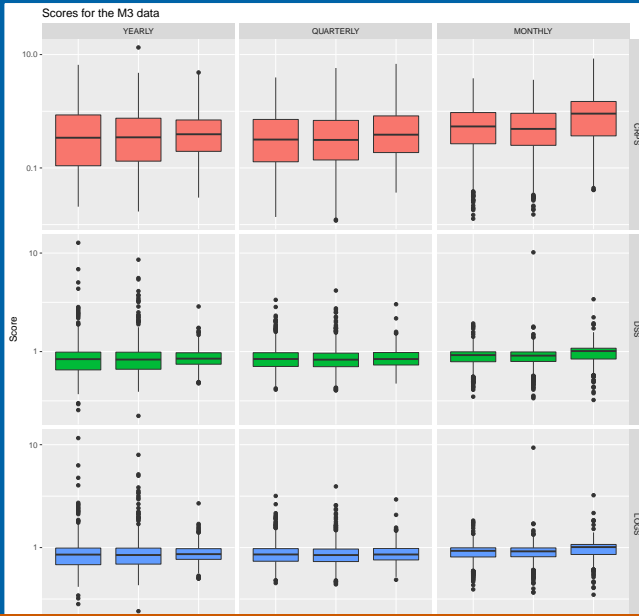 Scores for the M3 data
YEARLY
QUARTERLY
MONTHLY
10.0
0.1
CRPS
10
1
DSS
10
1
LOGS
Score